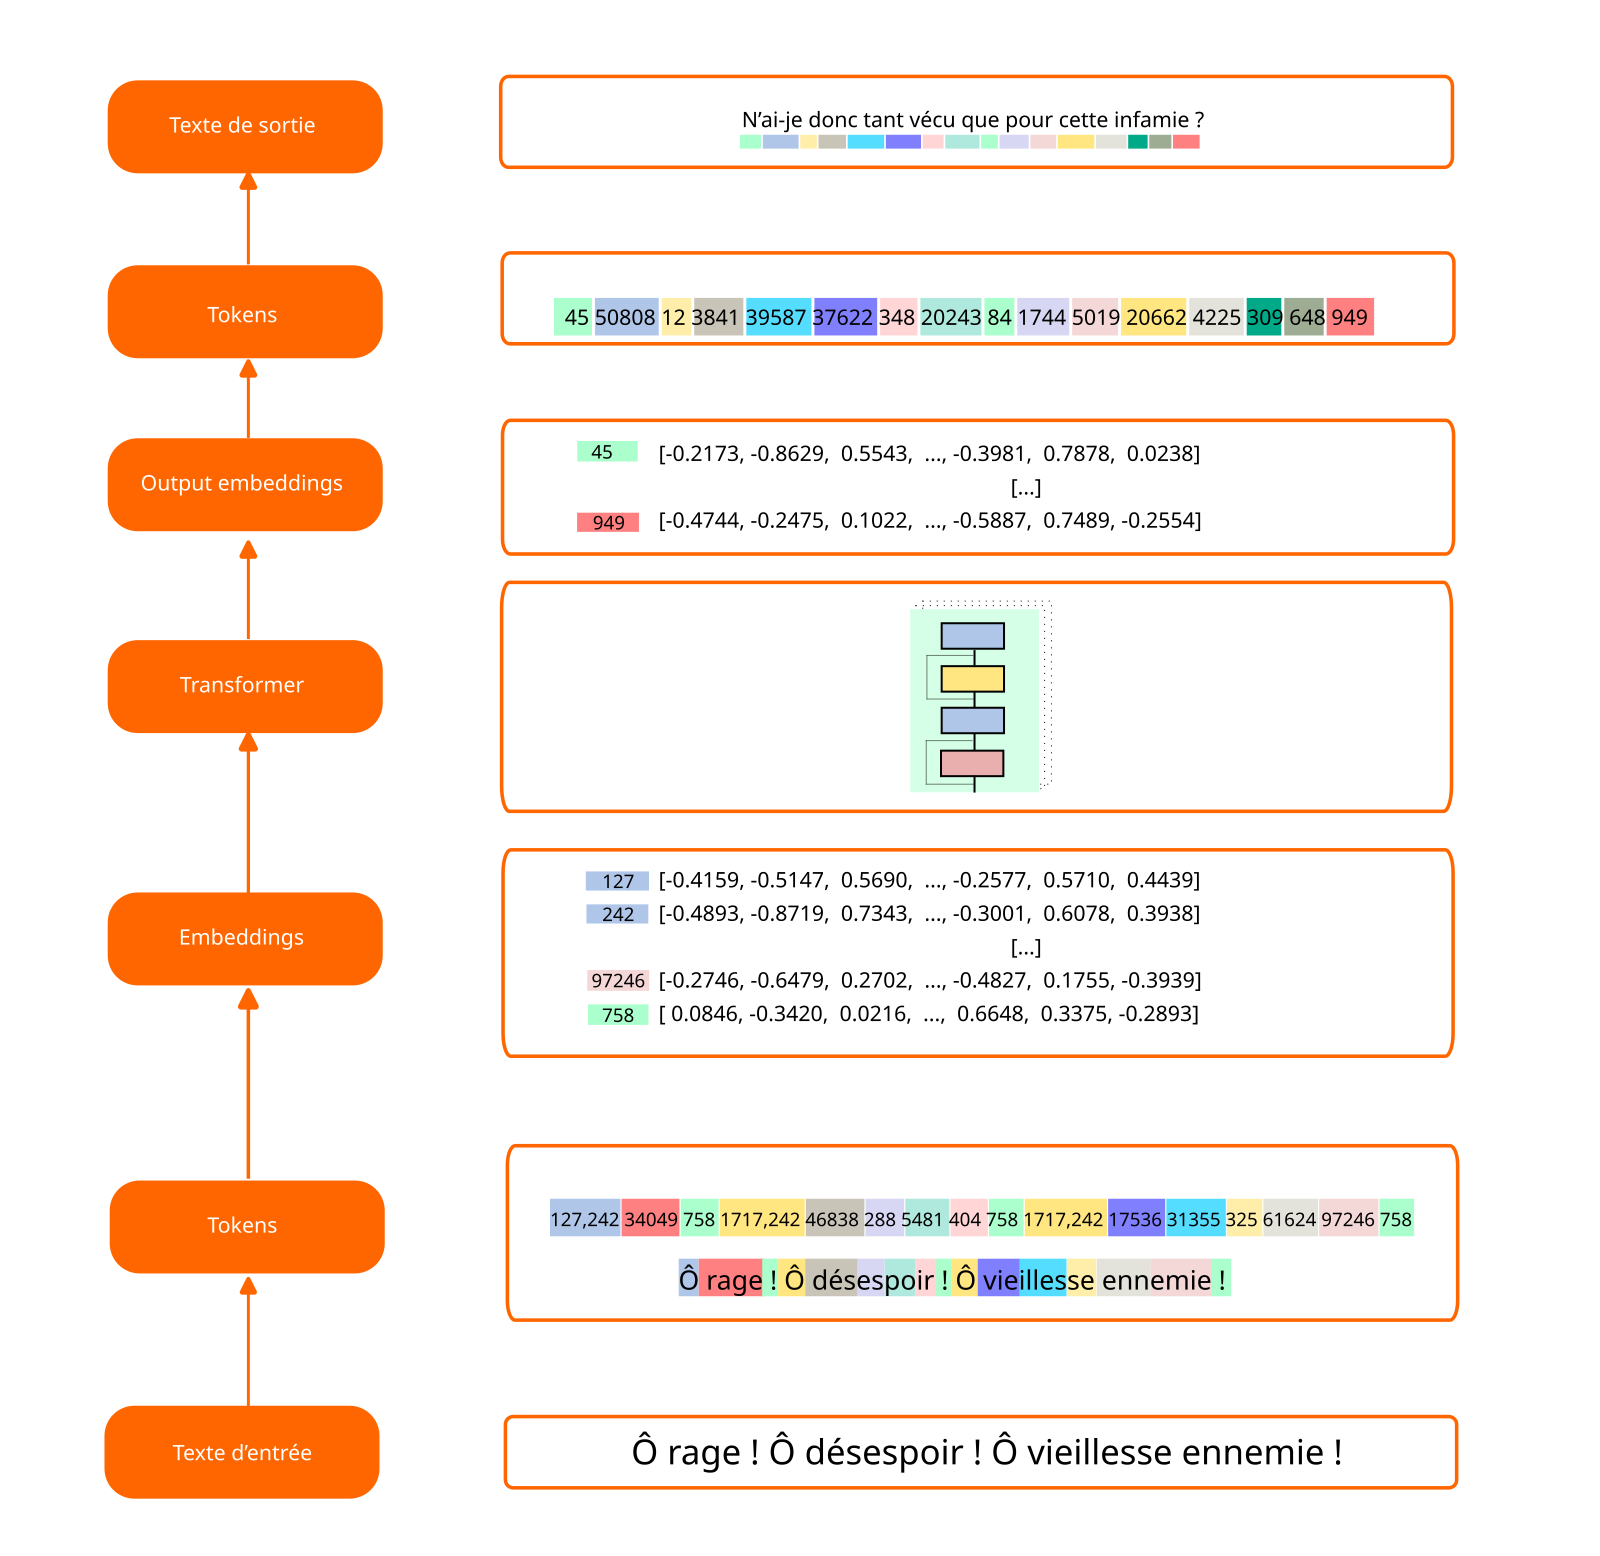 Texte de sortie
N’ai-je donc tant vécu que pour cette infamie ?
Tokens
45 50808 12 3841 39587 37622 348 20243 84 1744 5019 20662 4225 309 648 949
Output embeddings
45 [-0.2173, -0.8629, 0.5543, ..., -0.3981, 0.7878, 0.0238]
[...]
949 [-0.4744, -0.2475, 0.1022, ..., -0.5887, 0.7489, -0.2554]
Transformer
Embeddings
127 [-0.4159, -0.5147, 0.5690, ..., -0.2577, 0.5710, 0.4439]
242 [-0.4893, -0.8719, 0.7343, ..., -0.3001, 0.6078, 0.3938]
[...]
97246 [-0.2746, -0.6479, 0.2702, ..., -0.4827, 0.1755, -0.3939]
758 [ 0.0846, -0.3420, 0.0216, ..., 0.6648, 0.3375, -0.2893]
Tokens
127,242 34049 758 1717,242 46838 288 5481 404 758 1717,242 17536 31355 325 61624 97246 758
Ô rage ! Ô désespoir ! Ô vieillesse ennemie !
Texte d’entrée
Ô rage ! Ô désespoir ! Ô vieillesse ennemie !